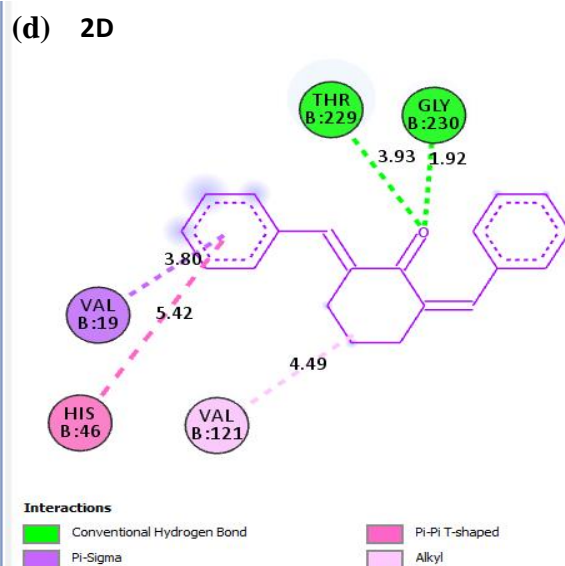 (d) 2D
THR
B:229
GLY
B:230
3.93
1.92
O
3.80
VAL
B:19
5.42
4.49
HIS
B:46
VAL
B:121
Interactions
Conventional Hydrogen Bond
Pi-Sigma
Pi-Pi T-shaped
Alkyl